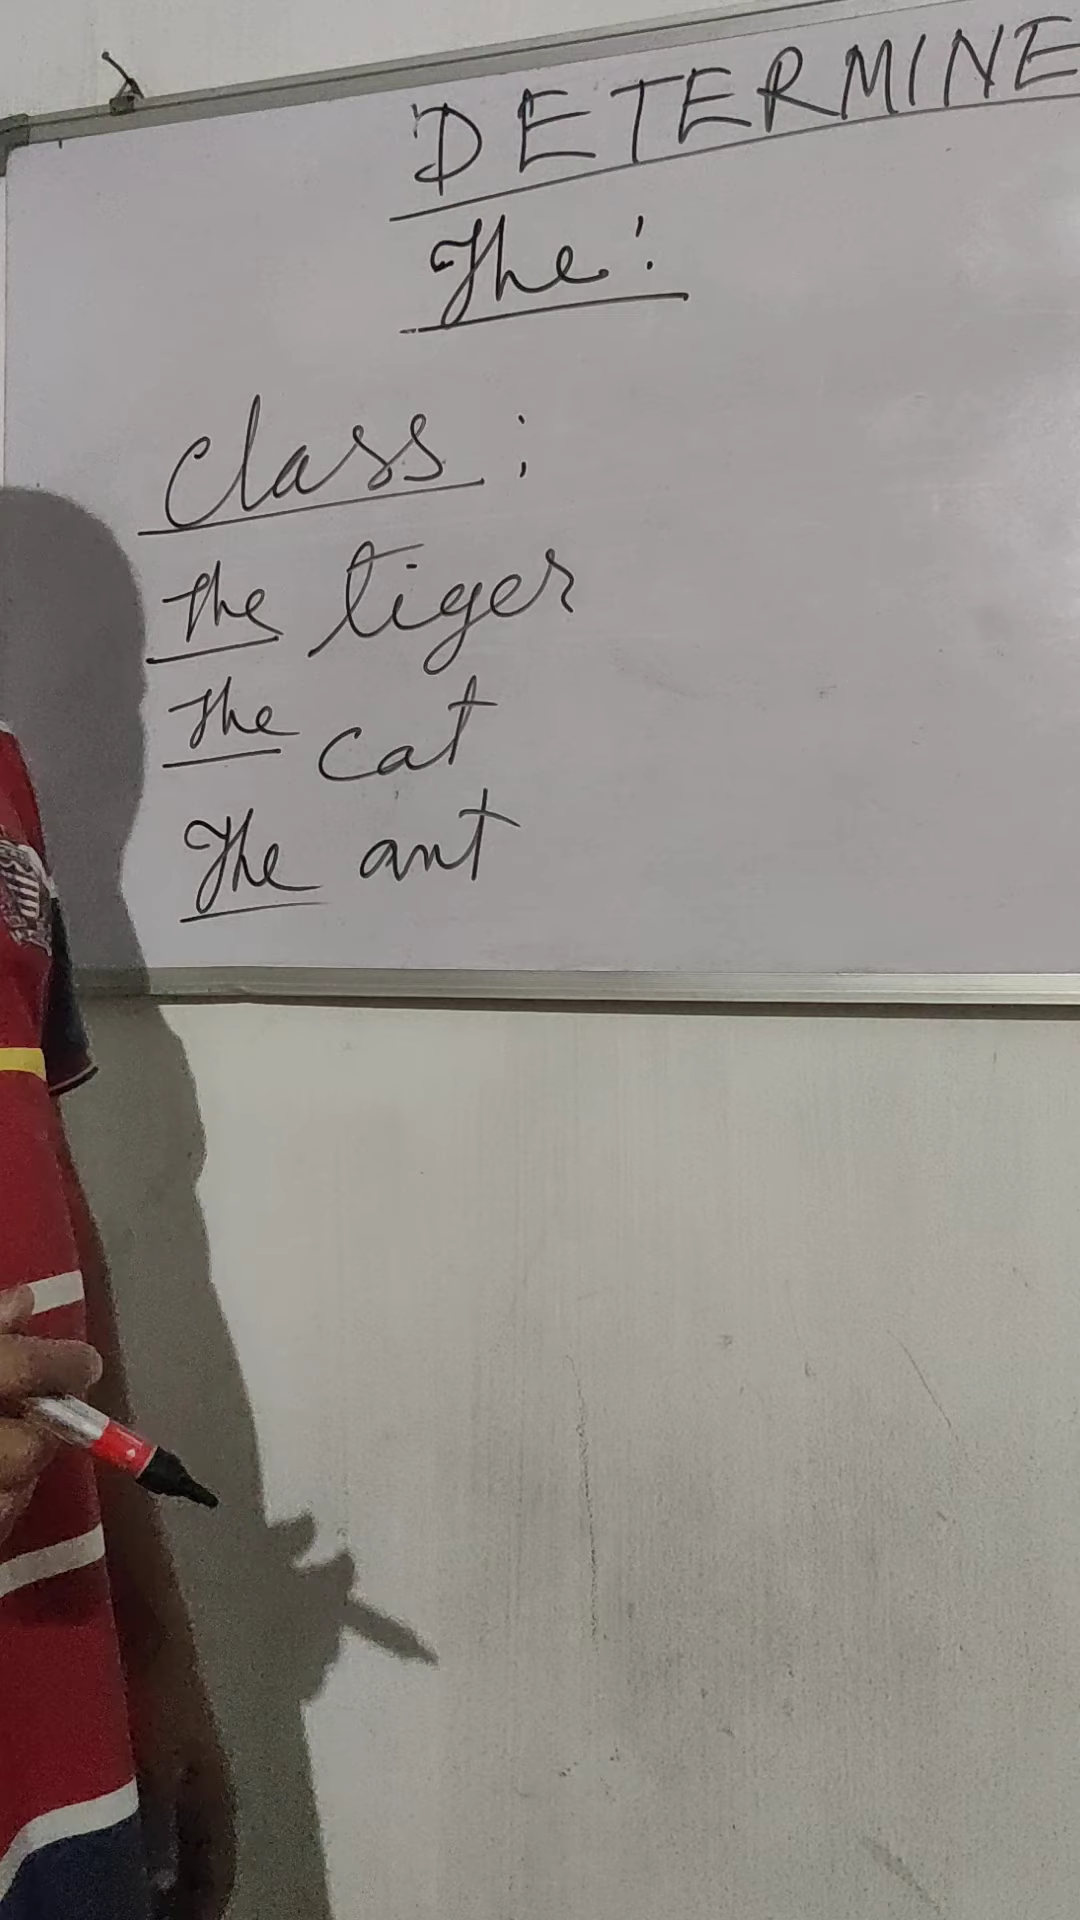 DETERMINE
The:
Class:
The tiger
The cat
The ant